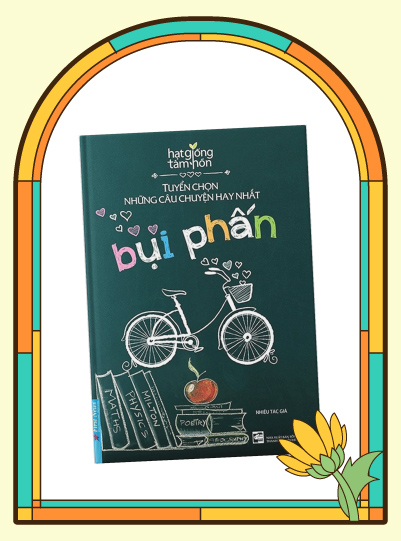 hạt giống
tâm hồn
TUYỂN CHỌN
NHỮNG CÂU CHUYỆN HAY NHẤT
bụi phấn
MATHS
PHYSICS
MILTON
POETRY
NHIỀU TÁC GIẢ